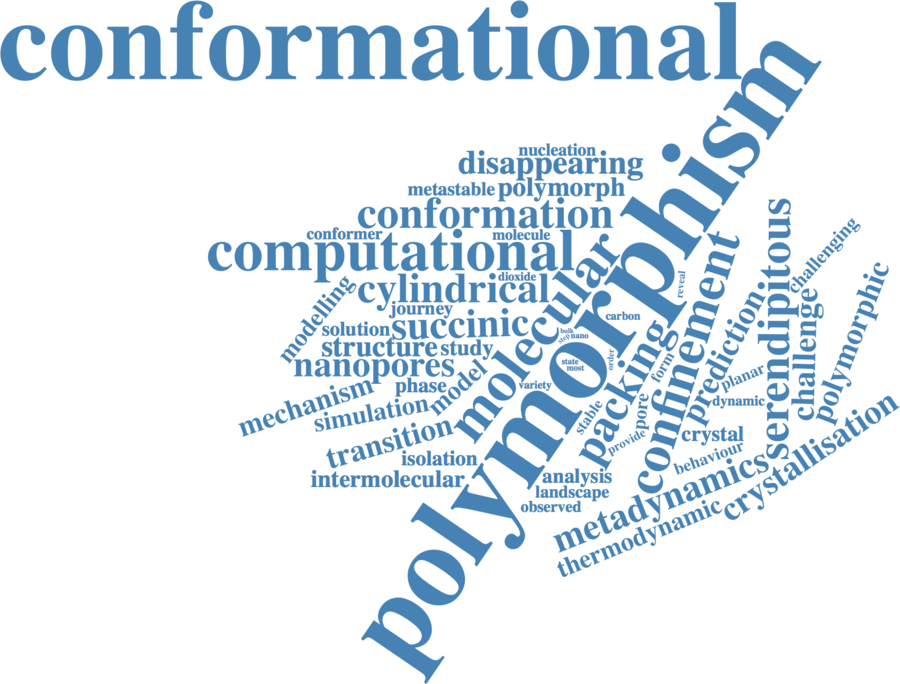 conformational
polymorphism
nucleation
disappearing
metastable
polymorph
conformation
conformer
molecule
computational
dioxide
cylindrical
modelling
journey
solution
succinic
structure
study
nanopores
phase
model
mechanism
simulation
transition
isolation
intermolecular
molecular
bulk
step
nano
carbon
state
most
order
variety
reveal
packing
form
stable
pore
provide
confinement
prediction
planar
dynamic
crystal
behaviour
serendipitous
challenging
challenge
polymorphic
analysis
landscape
observed
metadynamics
thermodynamic
crystallisation